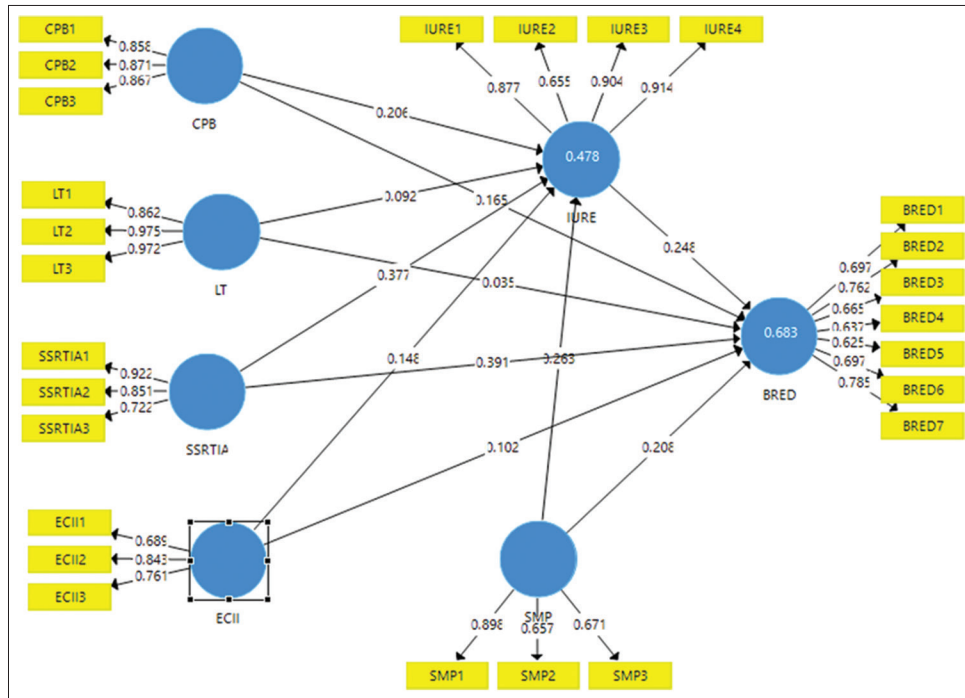 CPB1
0.858
CPB2
0.871
CPB3
0.867
CPB
IURE1
IURE2
IURE3
IURE4
0.877
0.655
0.904
0.914
0.478
IURE
0.206
0.165
LT1
0.862
LT2
0.975
LT3
0.972
LT
0.092
0.035
0.377
0.248
0.148
0.263
0.391
BRED1
BRED2
BRED3
BRED4
BRED5
BRED6
BRED7
0.697
0.762
0.665
0.637
0.625
0.697
0.785
0.683
BRED
SSRTIA1
0.922
SSRTIA2
0.851
SSRTIA3
0.722
SSRTIA
0.102
0.208
ECII1
0.689
ECII2
0.843
ECII3
0.761
ECII
SMP
0.898
0.657
0.671
SMP1
SMP2
SMP3